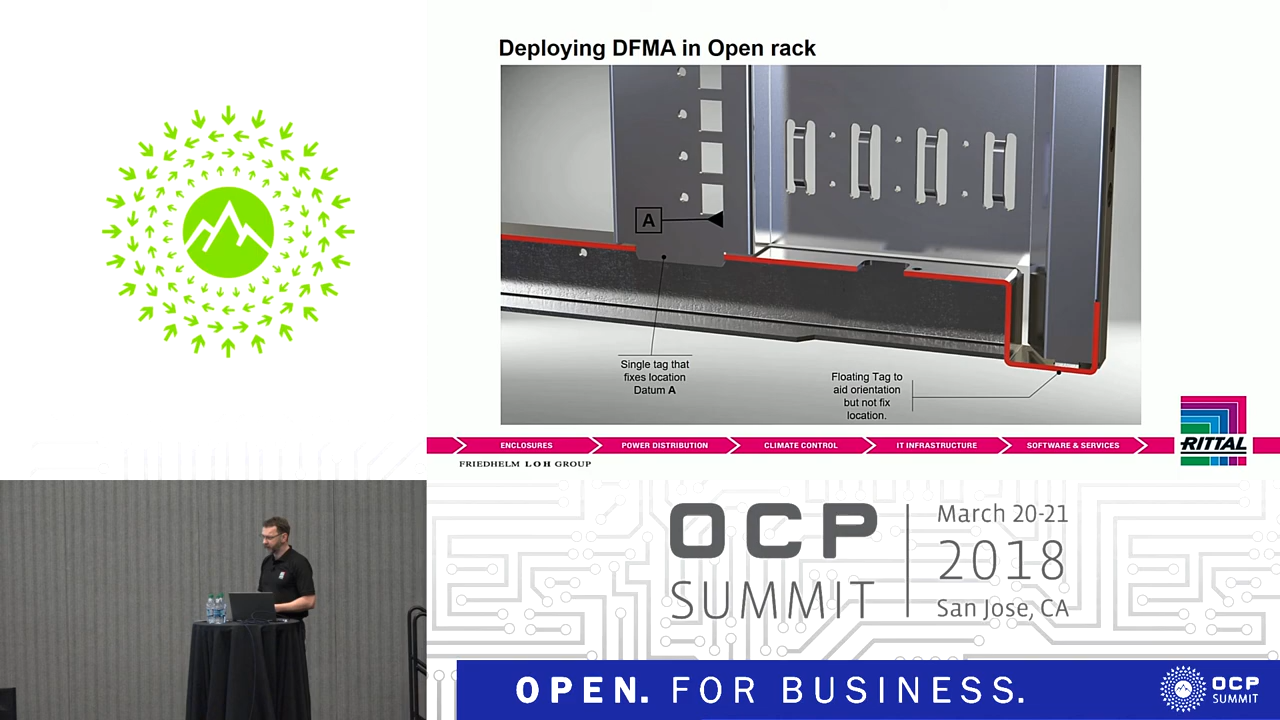 Deploying DFMA in Open rack
A
Single tag that
fixes location
Datum A
Floating Tag to
aid orientation
but not fix
location.
ENCLOSURES
POWER DISTRIBUTION
CLIMATE CONTROL
IT INFRASTRUCTURE
SOFTWARE & SERVICES
RITTAL
FRIEDHELM LOH GROUP
OCP
SUMMIT
March 20-21
2018
San Jose, CA
OPEN. FOR BUSINESS.
OCP
SUMMIT